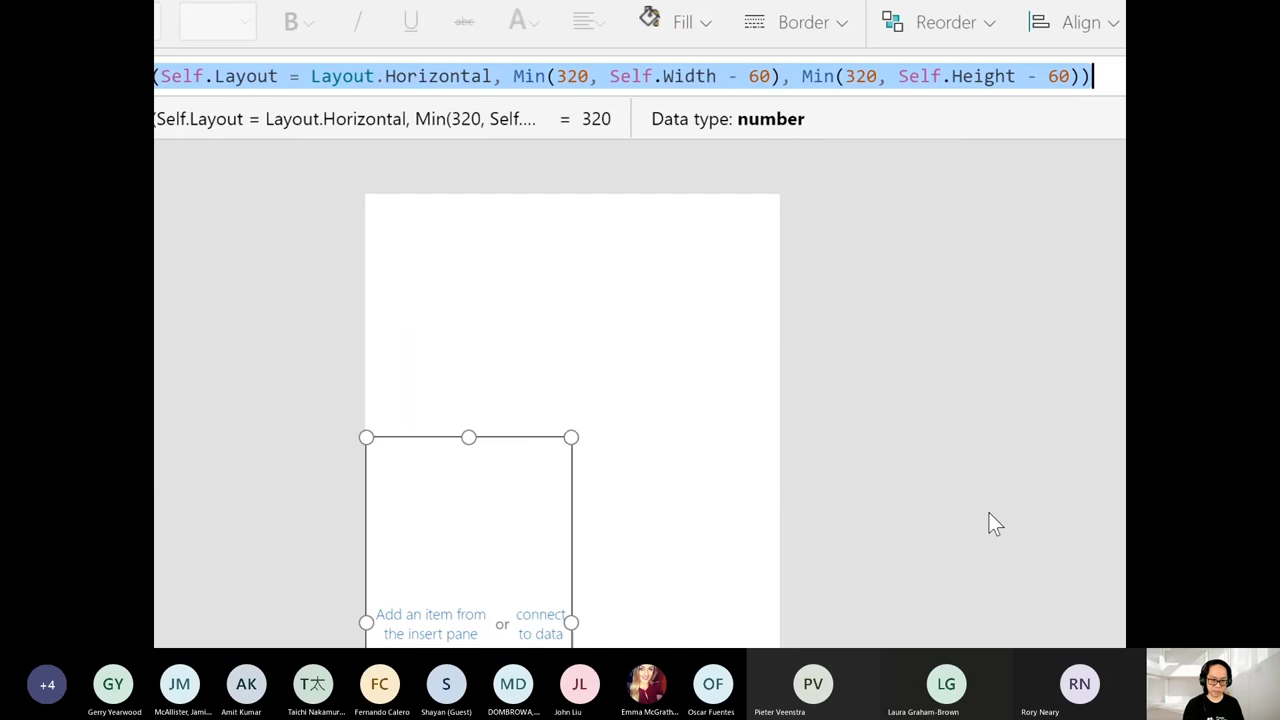 B / U abc A Fill Border Reorder Align
(Self.Layout = Layout.Horizontal, Min(320, Self.Width - 60), Min(320, Self.Height - 60))
(Self.Layout = Layout.Horizontal, Min(320, Self.... = 320 Data type: number
Add an item from
the insert pane
or
connect
to data
+4 GY JM AK T太 FC S MD JL OF PV LG RN
Gerry Yearwood McAllister, Jami... Amit Kumar Taichi Nakamur... Fernando Calero Shayan (Guest) DOMBROWA,... John Liu Emma McGrath... Oscar Fuentes Pieter Veenstra Laura Graham-Brown Rory Neary